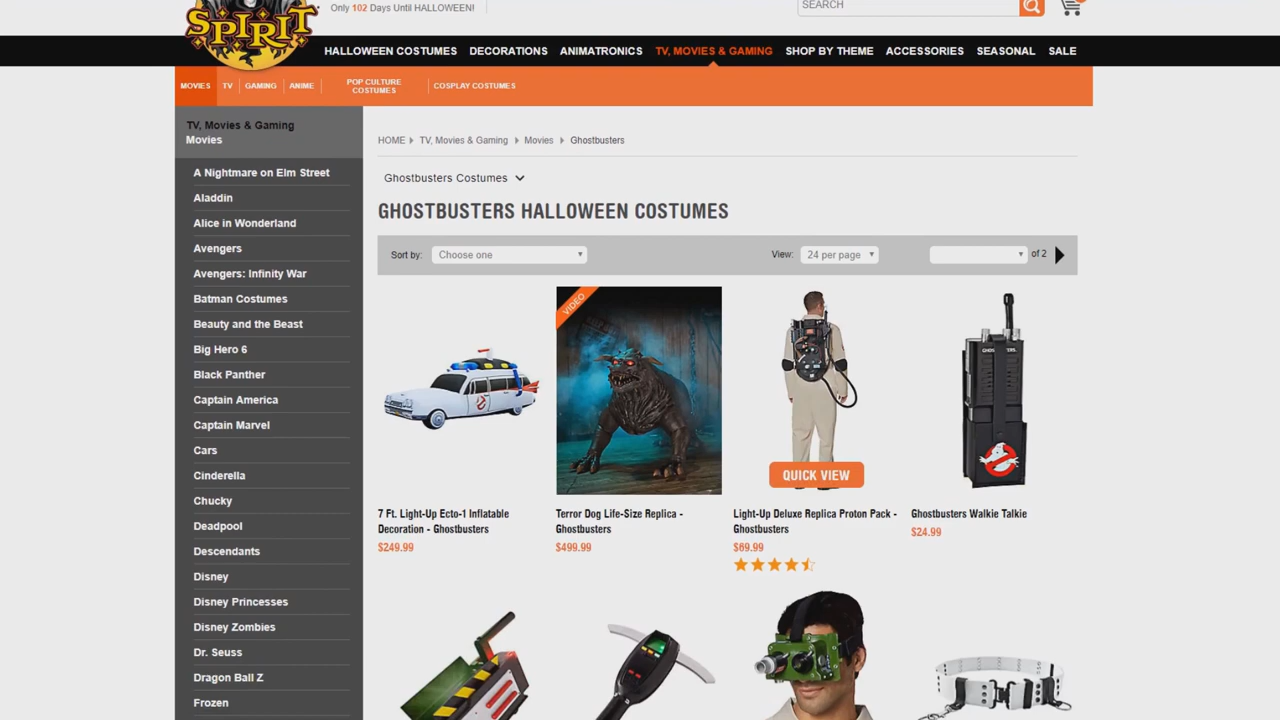 SPIRIT
Only 102 Days Until HALLOWEEN!
SEARCH
HALLOWEEN COSTUMES
DECORATIONS
ANIMATRONICS
TV, MOVIES & GAMING
SHOP BY THEME
ACCESSORIES
SEASONAL
SALE
MOVIES
TV
GAMING
ANIME
POP CULTURE
COSTUMES
COSPLAY COSTUMES
TV, Movies & Gaming
Movies
A Nightmare on Elm Street
Aladdin
Alice in Wonderland
Avengers
Avengers: Infinity War
Batman Costumes
Beauty and the Beast
Big Hero 6
Black Panther
Captain America
Captain Marvel
Cars
Cinderella
Chucky
Deadpool
Descendants
Disney
Disney Princesses
Disney Zombies
Dr. Seuss
Dragon Ball Z
Frozen
HOME TV, Movies & Gaming Movies Ghostbusters
Ghostbusters Costumes
GHOSTBUSTERS HALLOWEEN COSTUMES
Sort by: Choose one
View: 24 per page
of 2
VIDEO
QUICK VIEW
7 Ft. Light-Up Ecto-1 Inflatable
Decoration - Ghostbusters
$249.99
Terror Dog Life-Size Replica -
Ghostbusters
$499.99
Light-Up Deluxe Replica Proton Pack -
Ghostbusters
$69.99
Ghostbusters Walkie Talkie
$24.99